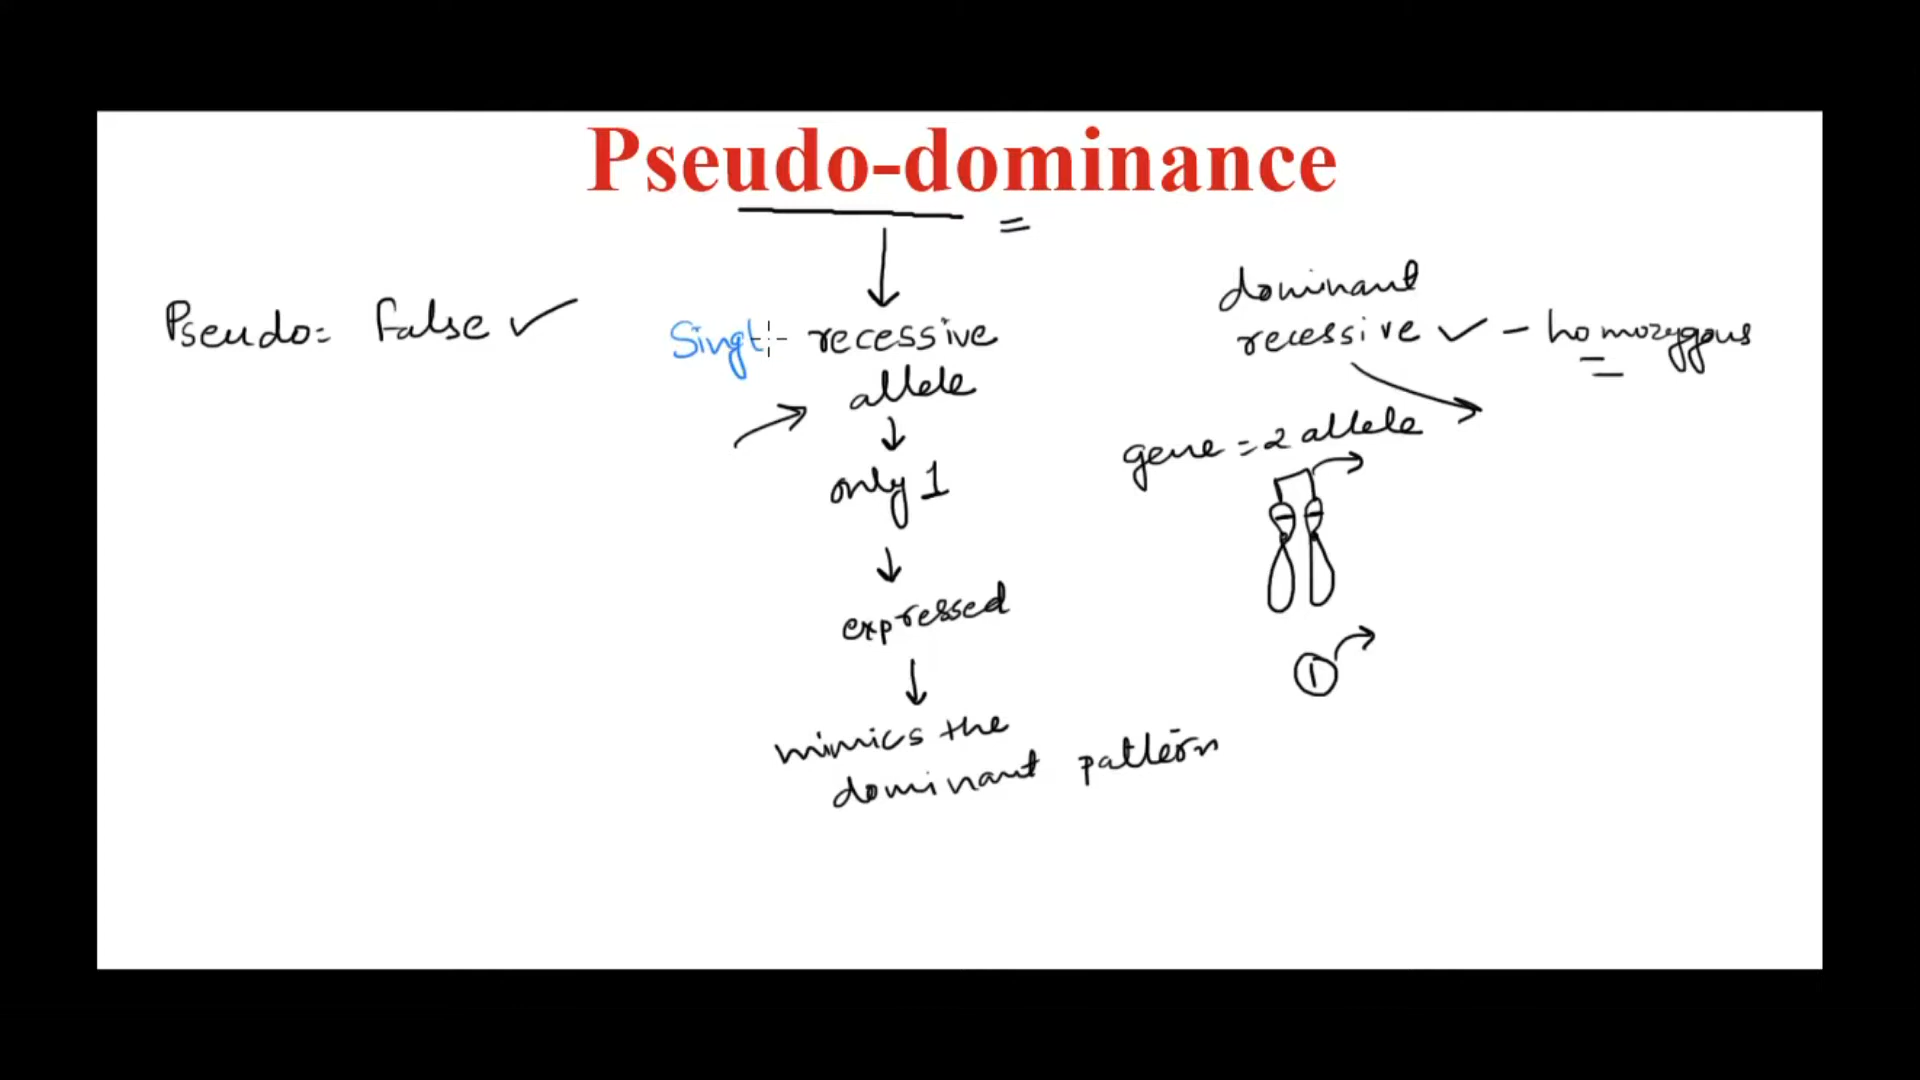 Pseudo-dominance
Pseudo= False ✓
Singl recessive
allele
only 1
expressed
mimics the
dominant pattern
dominant
recessive ✓ - homozygous
gene = 2 allele
1